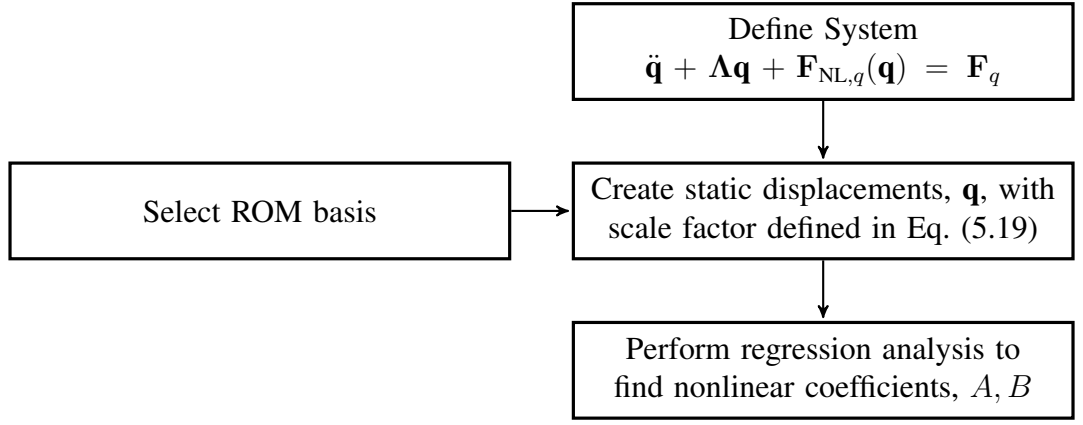 Define System
q̈ + Λq + F_NL,q(q) = F_q
Select ROM basis
Create static displacements, q, with
scale factor defined in Eq. (5.19)
Perform regression analysis to
find nonlinear coefficients, A, B